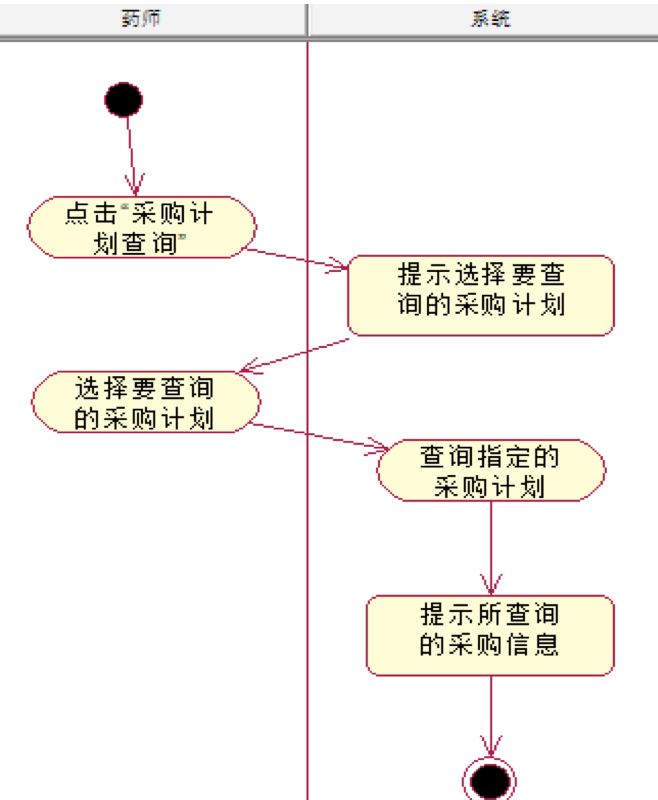 药师
系统
点击“采购计
划查询”
提示选择要查
询的采购计划
选择要查询
的采购计划
查询指定的
采购计划
提示所查询
的采购信息